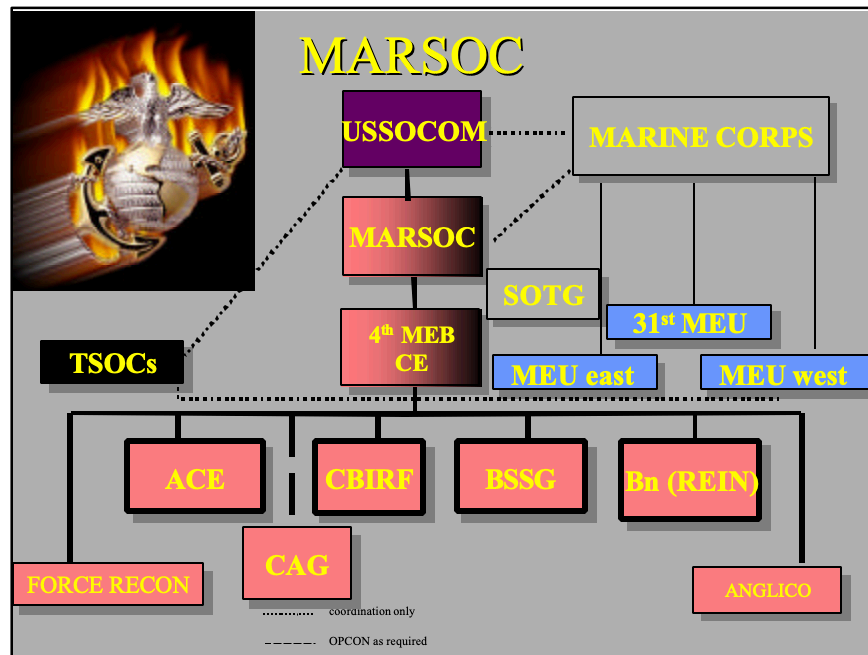 MARSOC
USSOCOM
MARINE CORPS
MARSOC
SOTG
31st MEU
4th MEB
CE
TSOCs
MEU east
MEU west
ACE
CBIRF
BSSG
Bn (REIN)
CAG
FORCE RECON
ANGLICO
coordination only
OPCON as required